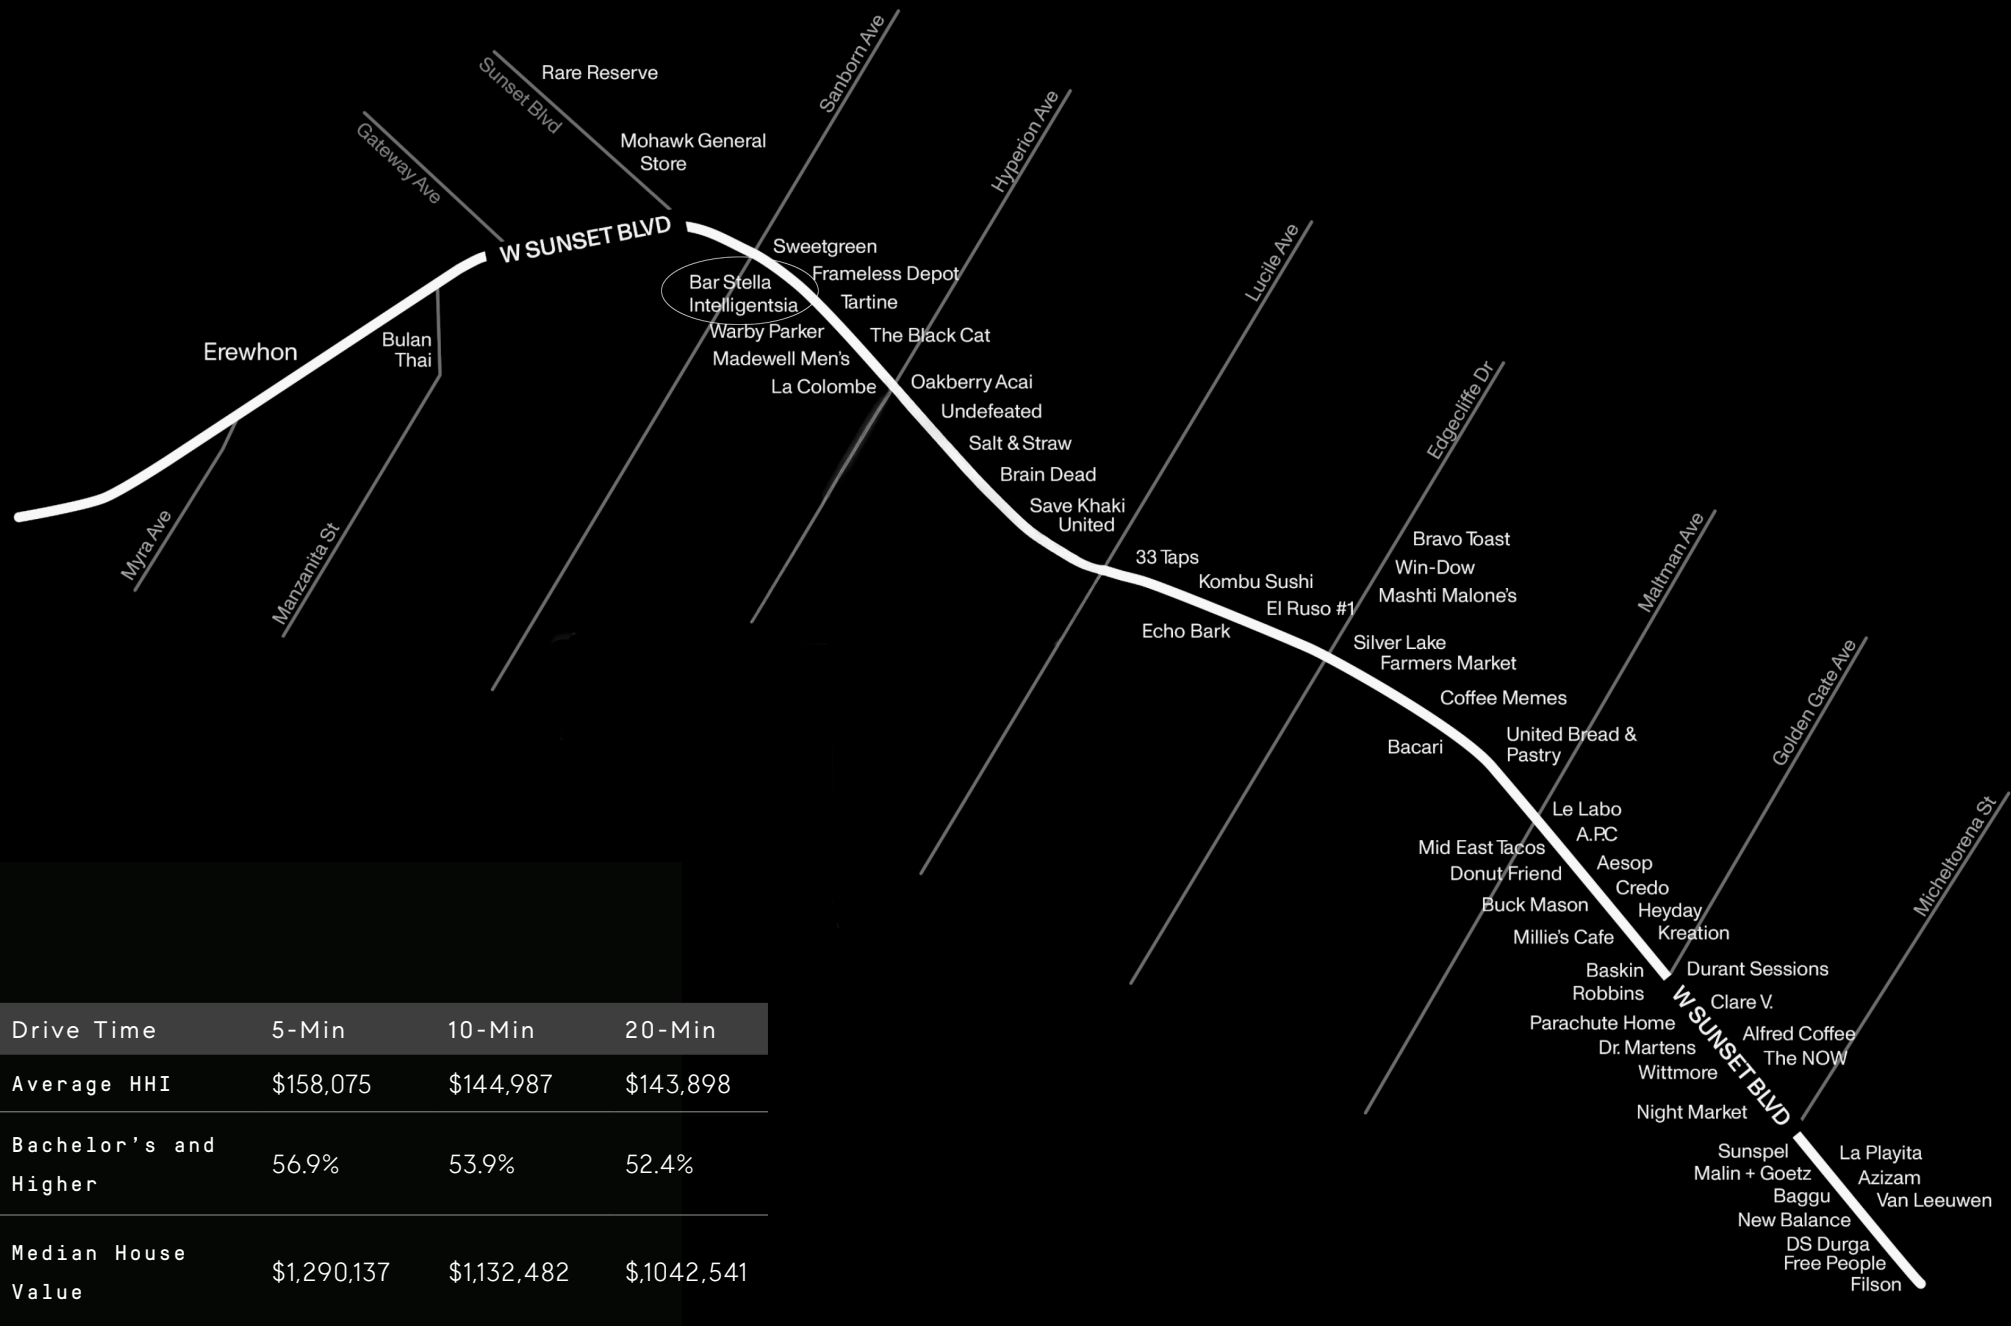 Sanborn Ave
Sunset Blvd
Rare Reserve
Hyperion Ave
Gateway Ave
Mohawk General
Store
W SUNSET BLVD
Lucile Ave
Sweetgreen
Frameless Depot
Bar Stella
Intelligentsia
Tartine
Warby Parker
The Black Cat
Madewell Men's
La Colombe
Erewhon
Bulan
Thai
Oakberry Acai
Undefeated
Edgecliffe Dr
Salt & Straw
Brain Dead
Save Khaki
United
Myra Ave
Manzanita St
33 Taps
Kombu Sushi
El Ruso #1
Echo Bark
Bravo Toast
Win-Dow
Mashti Malone's
Maltman Ave
Silver Lake
Farmers Market
Coffee Memes
Bacari
United Bread &
Pastry
Golden Gate Ave
Le Labo
A.P.C
Mid East Tacos
Aesop
Donut Friend
Credo
Buck Mason
Heyday
Millie's Cafe
Kreation
Micheltorena St
Baskin
Robbins
Durant Sessions
Clare V.
W SUNSET BLVD
Parachute Home
Alfred Coffee
Dr. Martens
The NOW
Wittmore
Night Market
Sunspel
La Playita
Malin + Goetz
Azizam
Baggu
Van Leeuwen
New Balance
DS Durga
Free People
Filson
Drive Time 5-Min 10-Min 20-Min
Average HHI $158,075 $144,987 $143,898
Bachelor's and
Higher 56.9% 53.9% 52.4%
Median House
Value $1,290,137 $1,132,482 $,1042,541